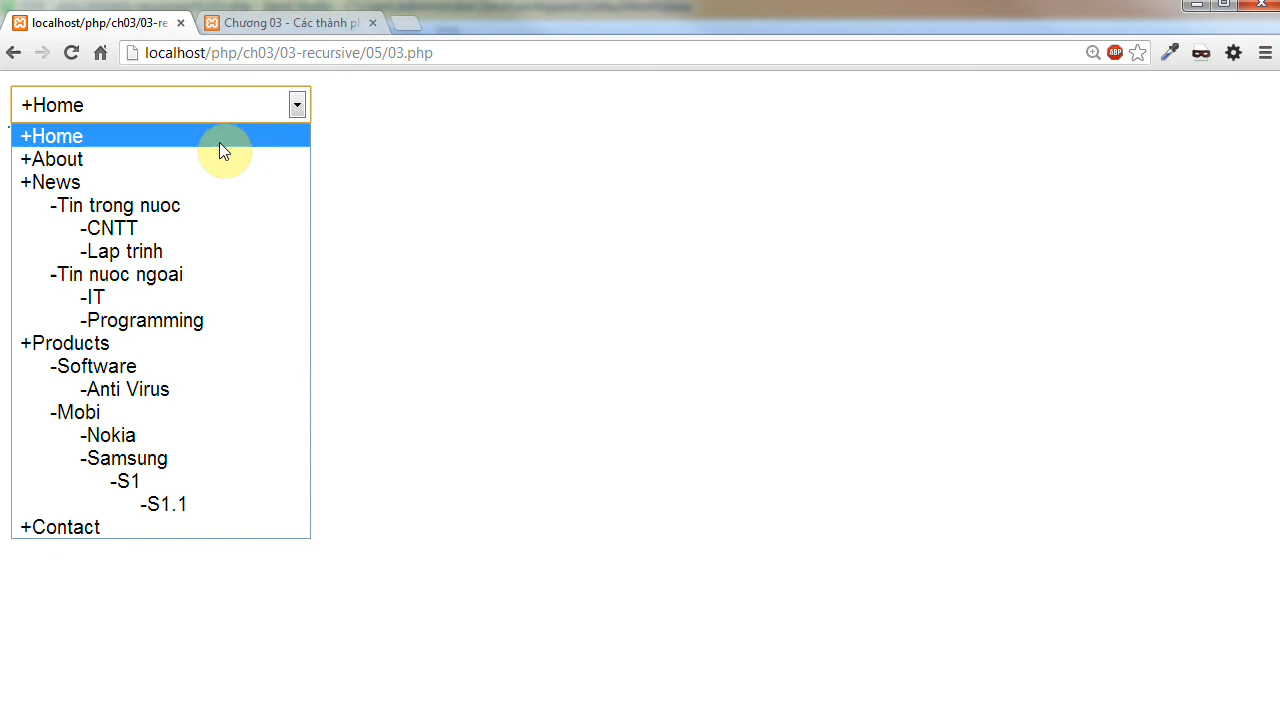 localhost/php/ch03/03-re
Chương 03 - Các thành pl
localhost/php/ch03/03-recursive/05/03.php
ABP
+Home
+Home
+About
+News
-Tin trong nuoc
-CNTT
-Lap trinh
-Tin nuoc ngoai
-IT
-Programming
+Products
-Software
-Anti Virus
-Mobi
-Nokia
-Samsung
-S1
-S1.1
+Contact